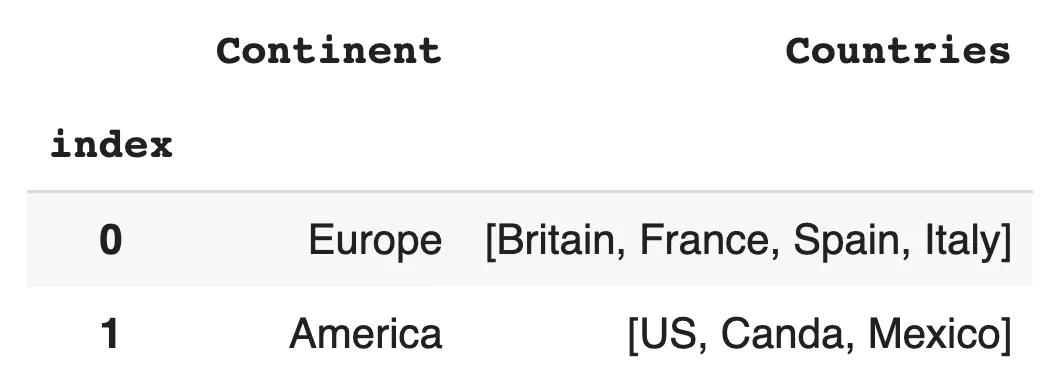 Continent Countries
index
0 Europe [Britain, France, Spain, Italy]
1 America [US, Canda, Mexico]